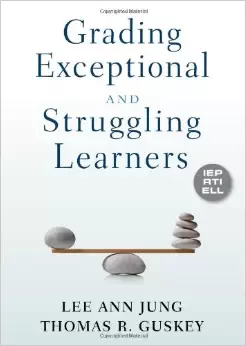 Grading
Exceptional
AND
Struggling
Learners
IEP
RTI
ELL
LEE ANN JUNG
THOMAS R. GUSKEY